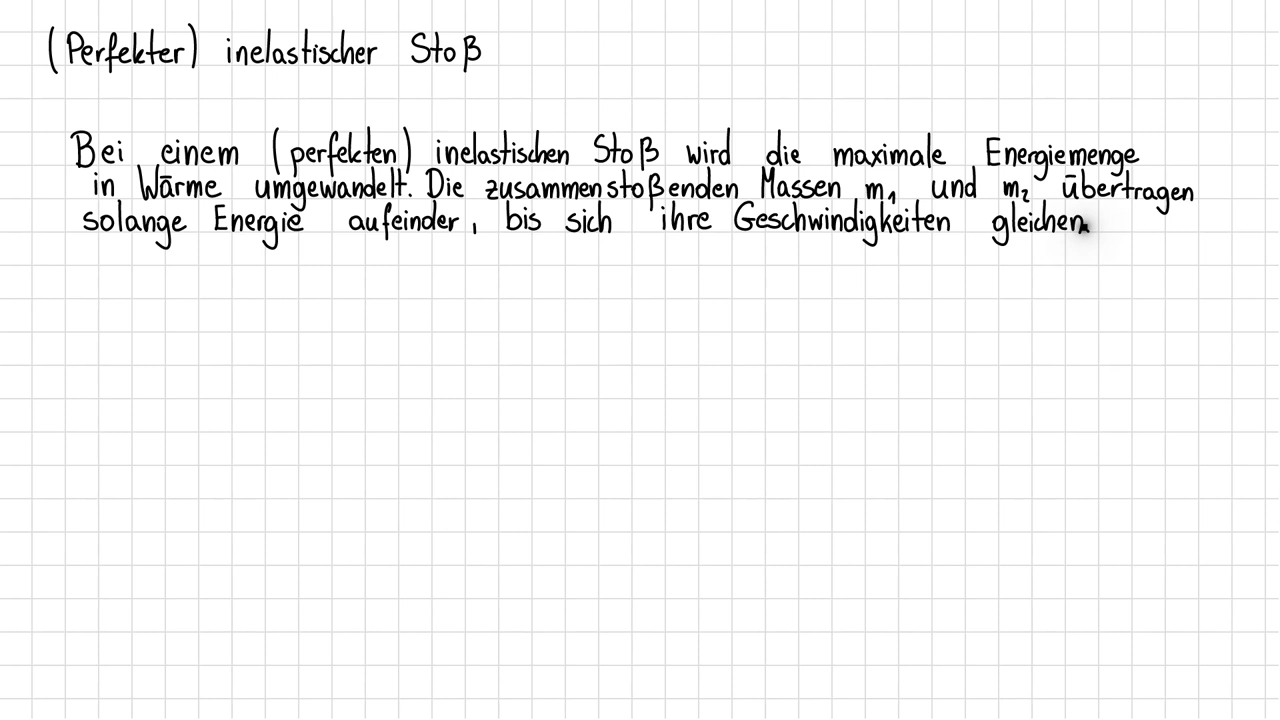 (Perfekter) inelastischer Stoß
Bei einem (perfekten) inelastischen Stoß wird die maximale Energiemenge
in Wärme umgewandelt. Die zusammenstoßenden Massen m₁ und m₂ übertragen
solange Energie aufeinder, bis sich ihre Geschwindigkeiten gleichen.